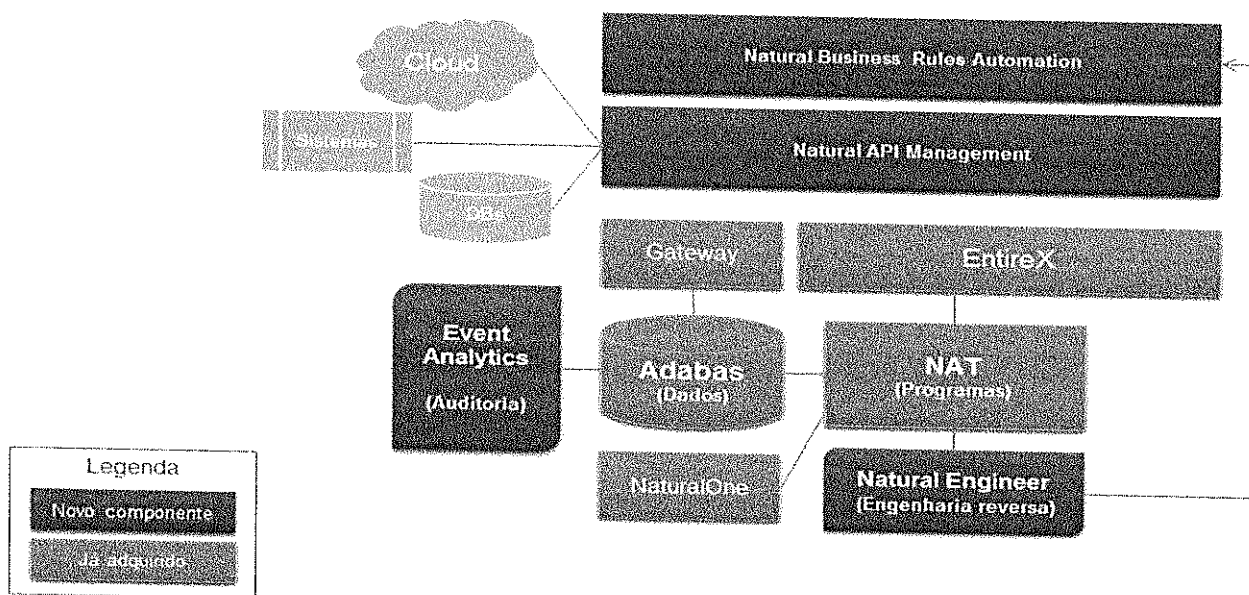 Cloud
Natural Business Rules Automation
Sistemas
Natural API Management
DBs
Gateway
EntireX
Event
Analytics
(Auditoria)
Adabas
(Dados)
NAT
(Programas)
NaturalOne
Natural Engineer
(Engenharia reversa)
Legenda
Novo componente
Já adquirido